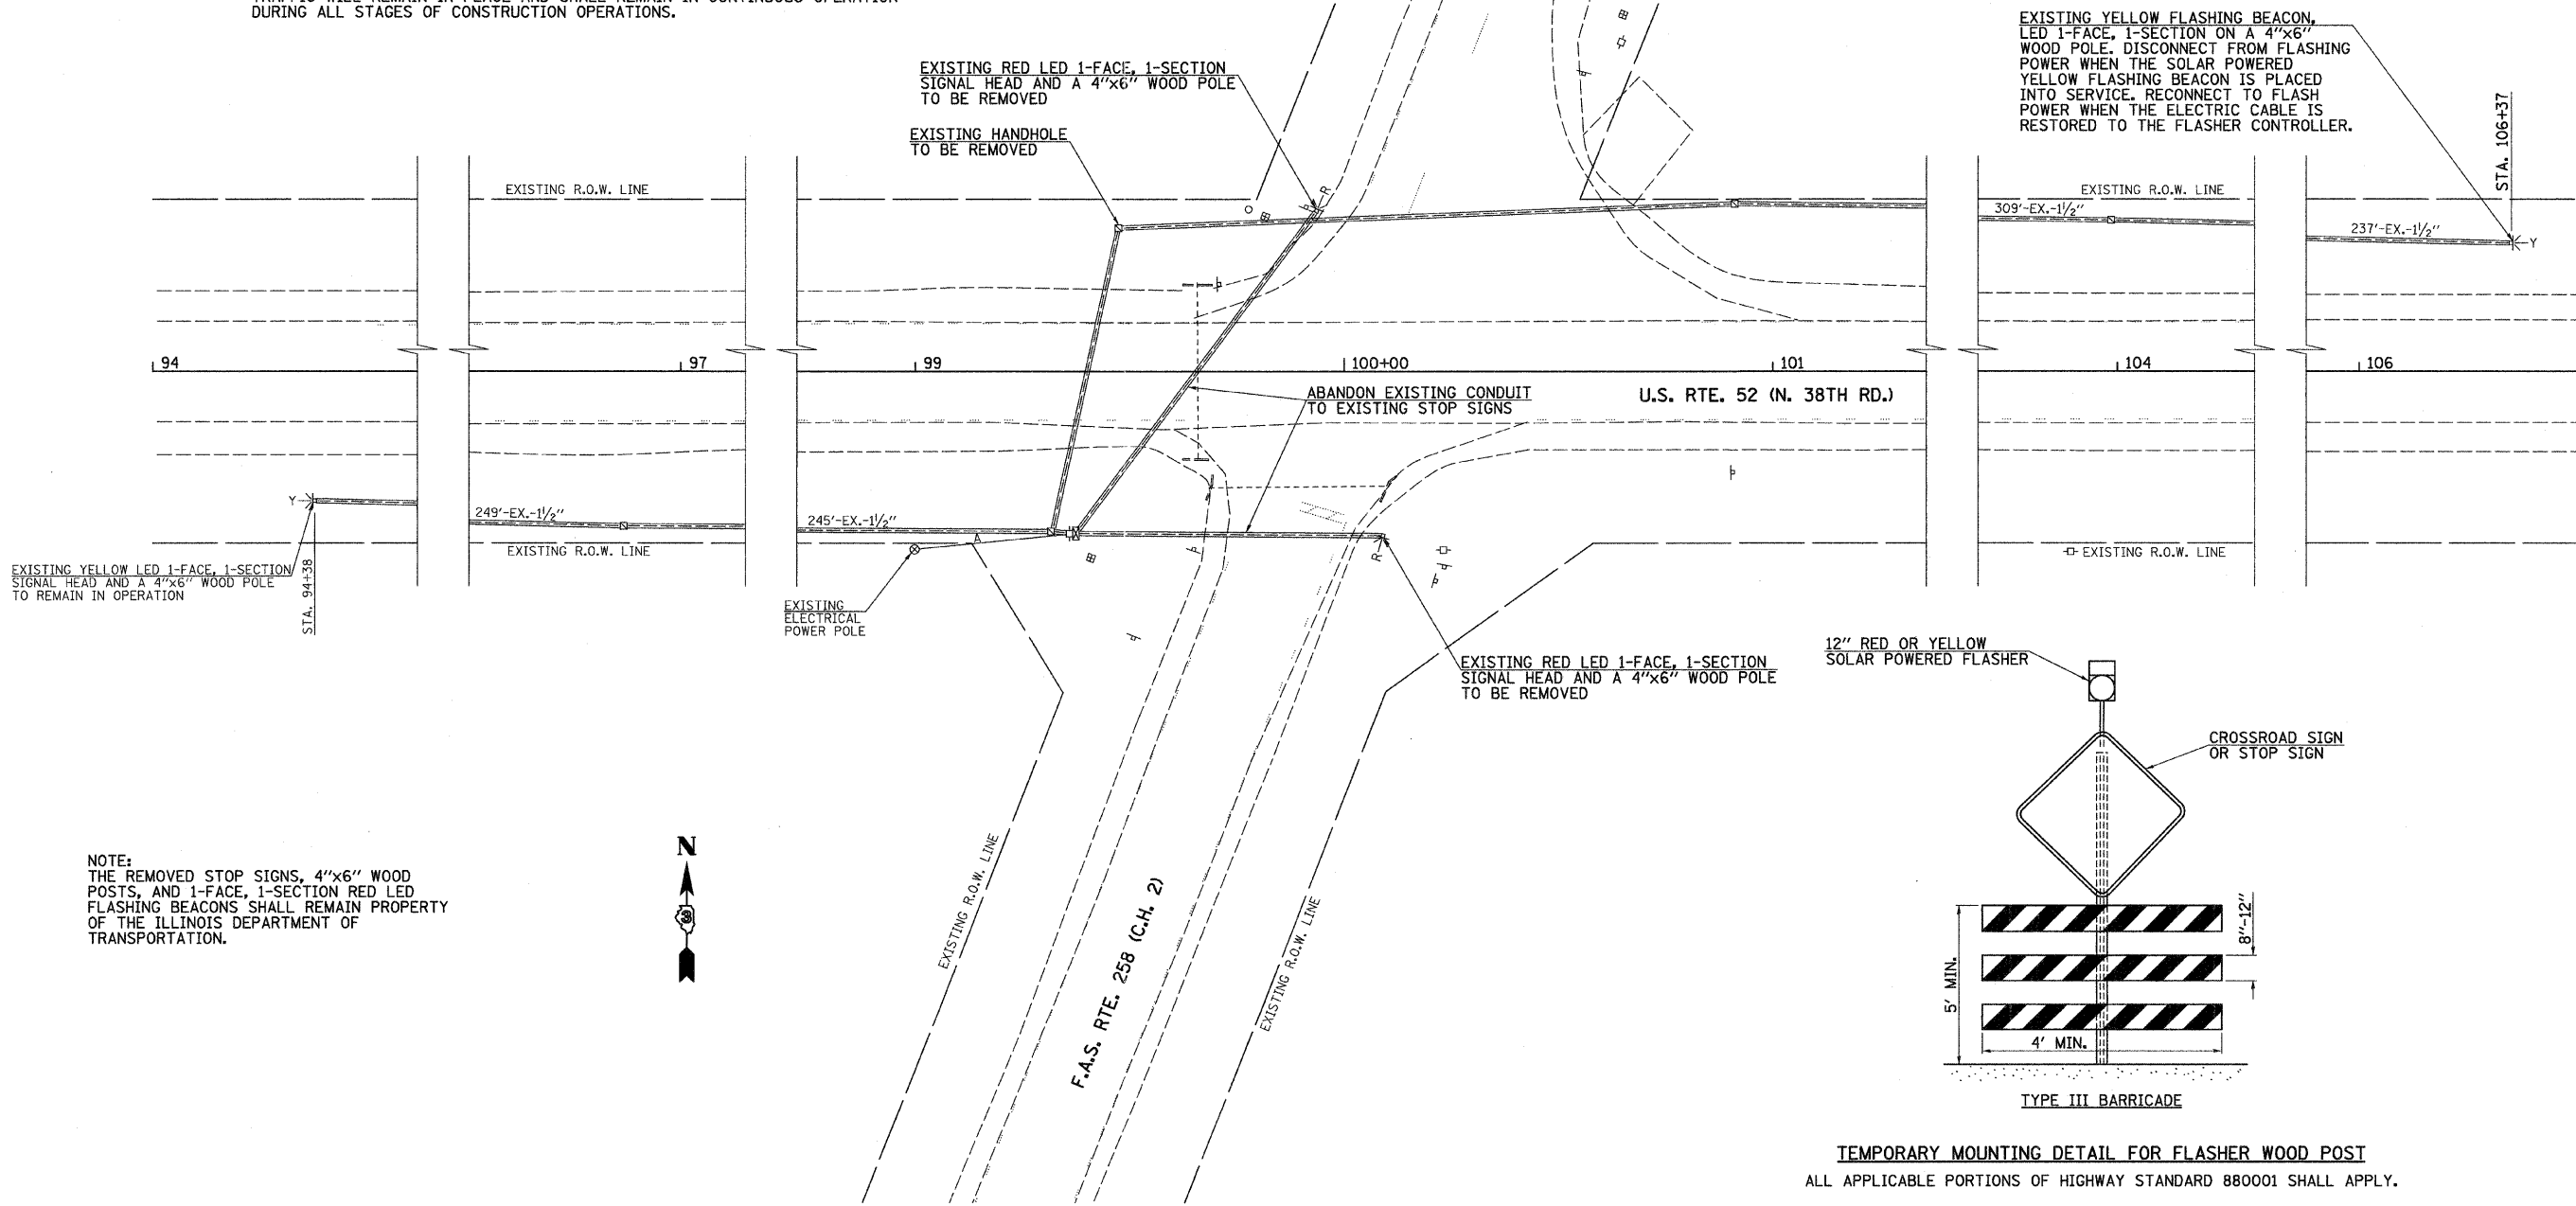 DURING ALL STAGES OF CONSTRUCTION OPERATIONS.
EXISTING RED LED 1-FACE, 1-SECTION
SIGNAL HEAD AND A 4"x6" WOOD POLE
TO BE REMOVED
EXISTING HANDHOLE
TO BE REMOVED
EXISTING YELLOW FLASHING BEACON,
LED 1-FACE, 1-SECTION ON A 4"x6"
WOOD POLE. DISCONNECT FROM FLASHING
POWER WHEN THE SOLAR POWERED
YELLOW FLASHING BEACON IS PLACED
INTO SERVICE. RECONNECT TO FLASH
POWER WHEN THE ELECTRIC CABLE IS
RESTORED TO THE FLASHER CONTROLLER.
STA. 106+37
EXISTING R.O.W. LINE
R
EXISTING R.O.W. LINE
309'-EX.-1½"
237'-EX.-1½"
Y
94
97
99
100+00
101
104
106
ABANDON EXISTING CONDUIT
TO EXISTING STOP SIGNS
U.S. RTE. 52 (N. 38TH RD.)
Y
249'-EX.-1½"
245'-EX.-1½"
A
R
EXISTING R.O.W. LINE
EXISTING R.O.W. LINE
EXISTING YELLOW LED 1-FACE, 1-SECTION
SIGNAL HEAD AND A 4"x6" WOOD POLE
TO REMAIN IN OPERATION
STA. 94+38
EXISTING
ELECTRICAL
POWER POLE
EXISTING RED LED 1-FACE, 1-SECTION
SIGNAL HEAD AND A 4"x6" WOOD POLE
TO BE REMOVED
12" RED OR YELLOW
SOLAR POWERED FLASHER
CROSSROAD SIGN
OR STOP SIGN
NOTE:
THE REMOVED STOP SIGNS, 4"x6" WOOD
POSTS, AND 1-FACE, 1-SECTION RED LED
FLASHING BEACONS SHALL REMAIN PROPERTY
OF THE ILLINOIS DEPARTMENT OF
TRANSPORTATION.
N
3
EXISTING R.O.W. LINE
F.A.S. RTE. 258 (C.H. 2)
EXISTING R.O.W. LINE
8"-12"
5' MIN.
4' MIN.
TYPE III BARRICADE
TEMPORARY MOUNTING DETAIL FOR FLASHER WOOD POST
ALL APPLICABLE PORTIONS OF HIGHWAY STANDARD 880001 SHALL APPLY.